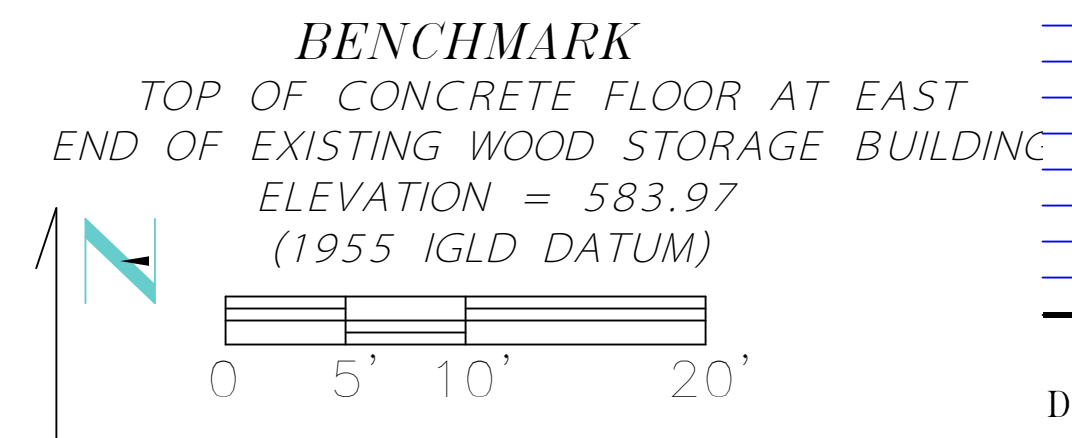 BENCHMARK
TOP OF CONCRETE FLOOR AT EAST
END OF EXISTING WOOD STORAGE BUILDING
ELEVATION = 583.97
(1955 IGLD DATUM)
N
0 5' 10' 20'
D